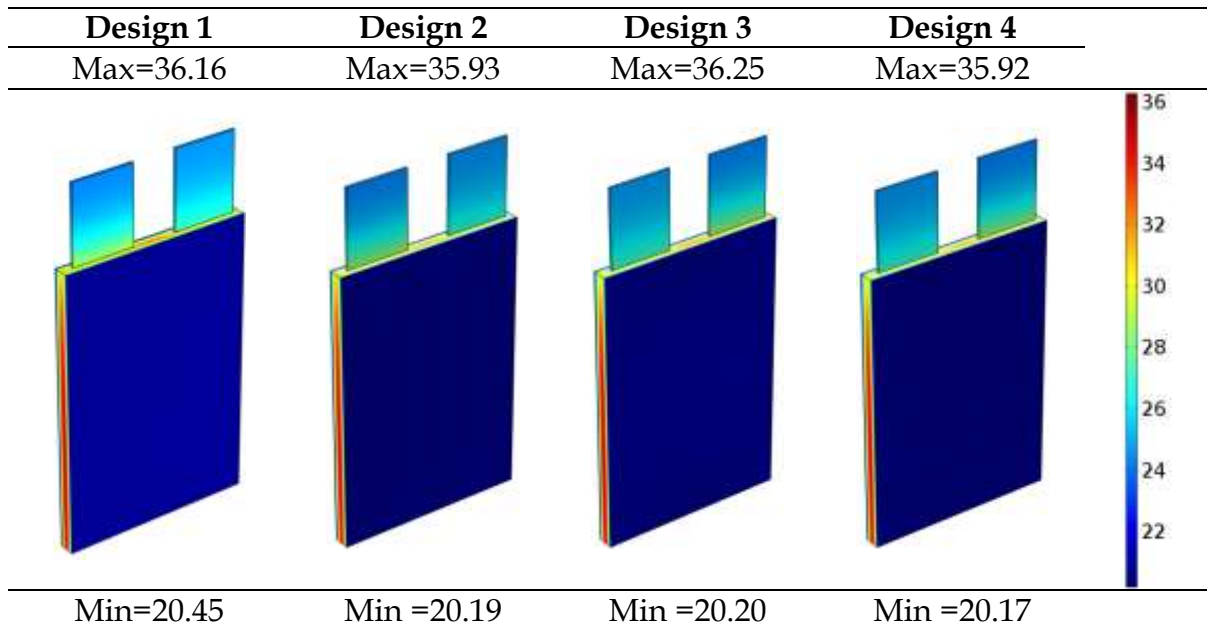 Design 1 Design 2 Design 3 Design 4
Max=36.16 Max=35.93 Max=36.25 Max=35.92
36
34
32
30
28
26
24
22
Min=20.45 Min =20.19 Min =20.20 Min =20.17